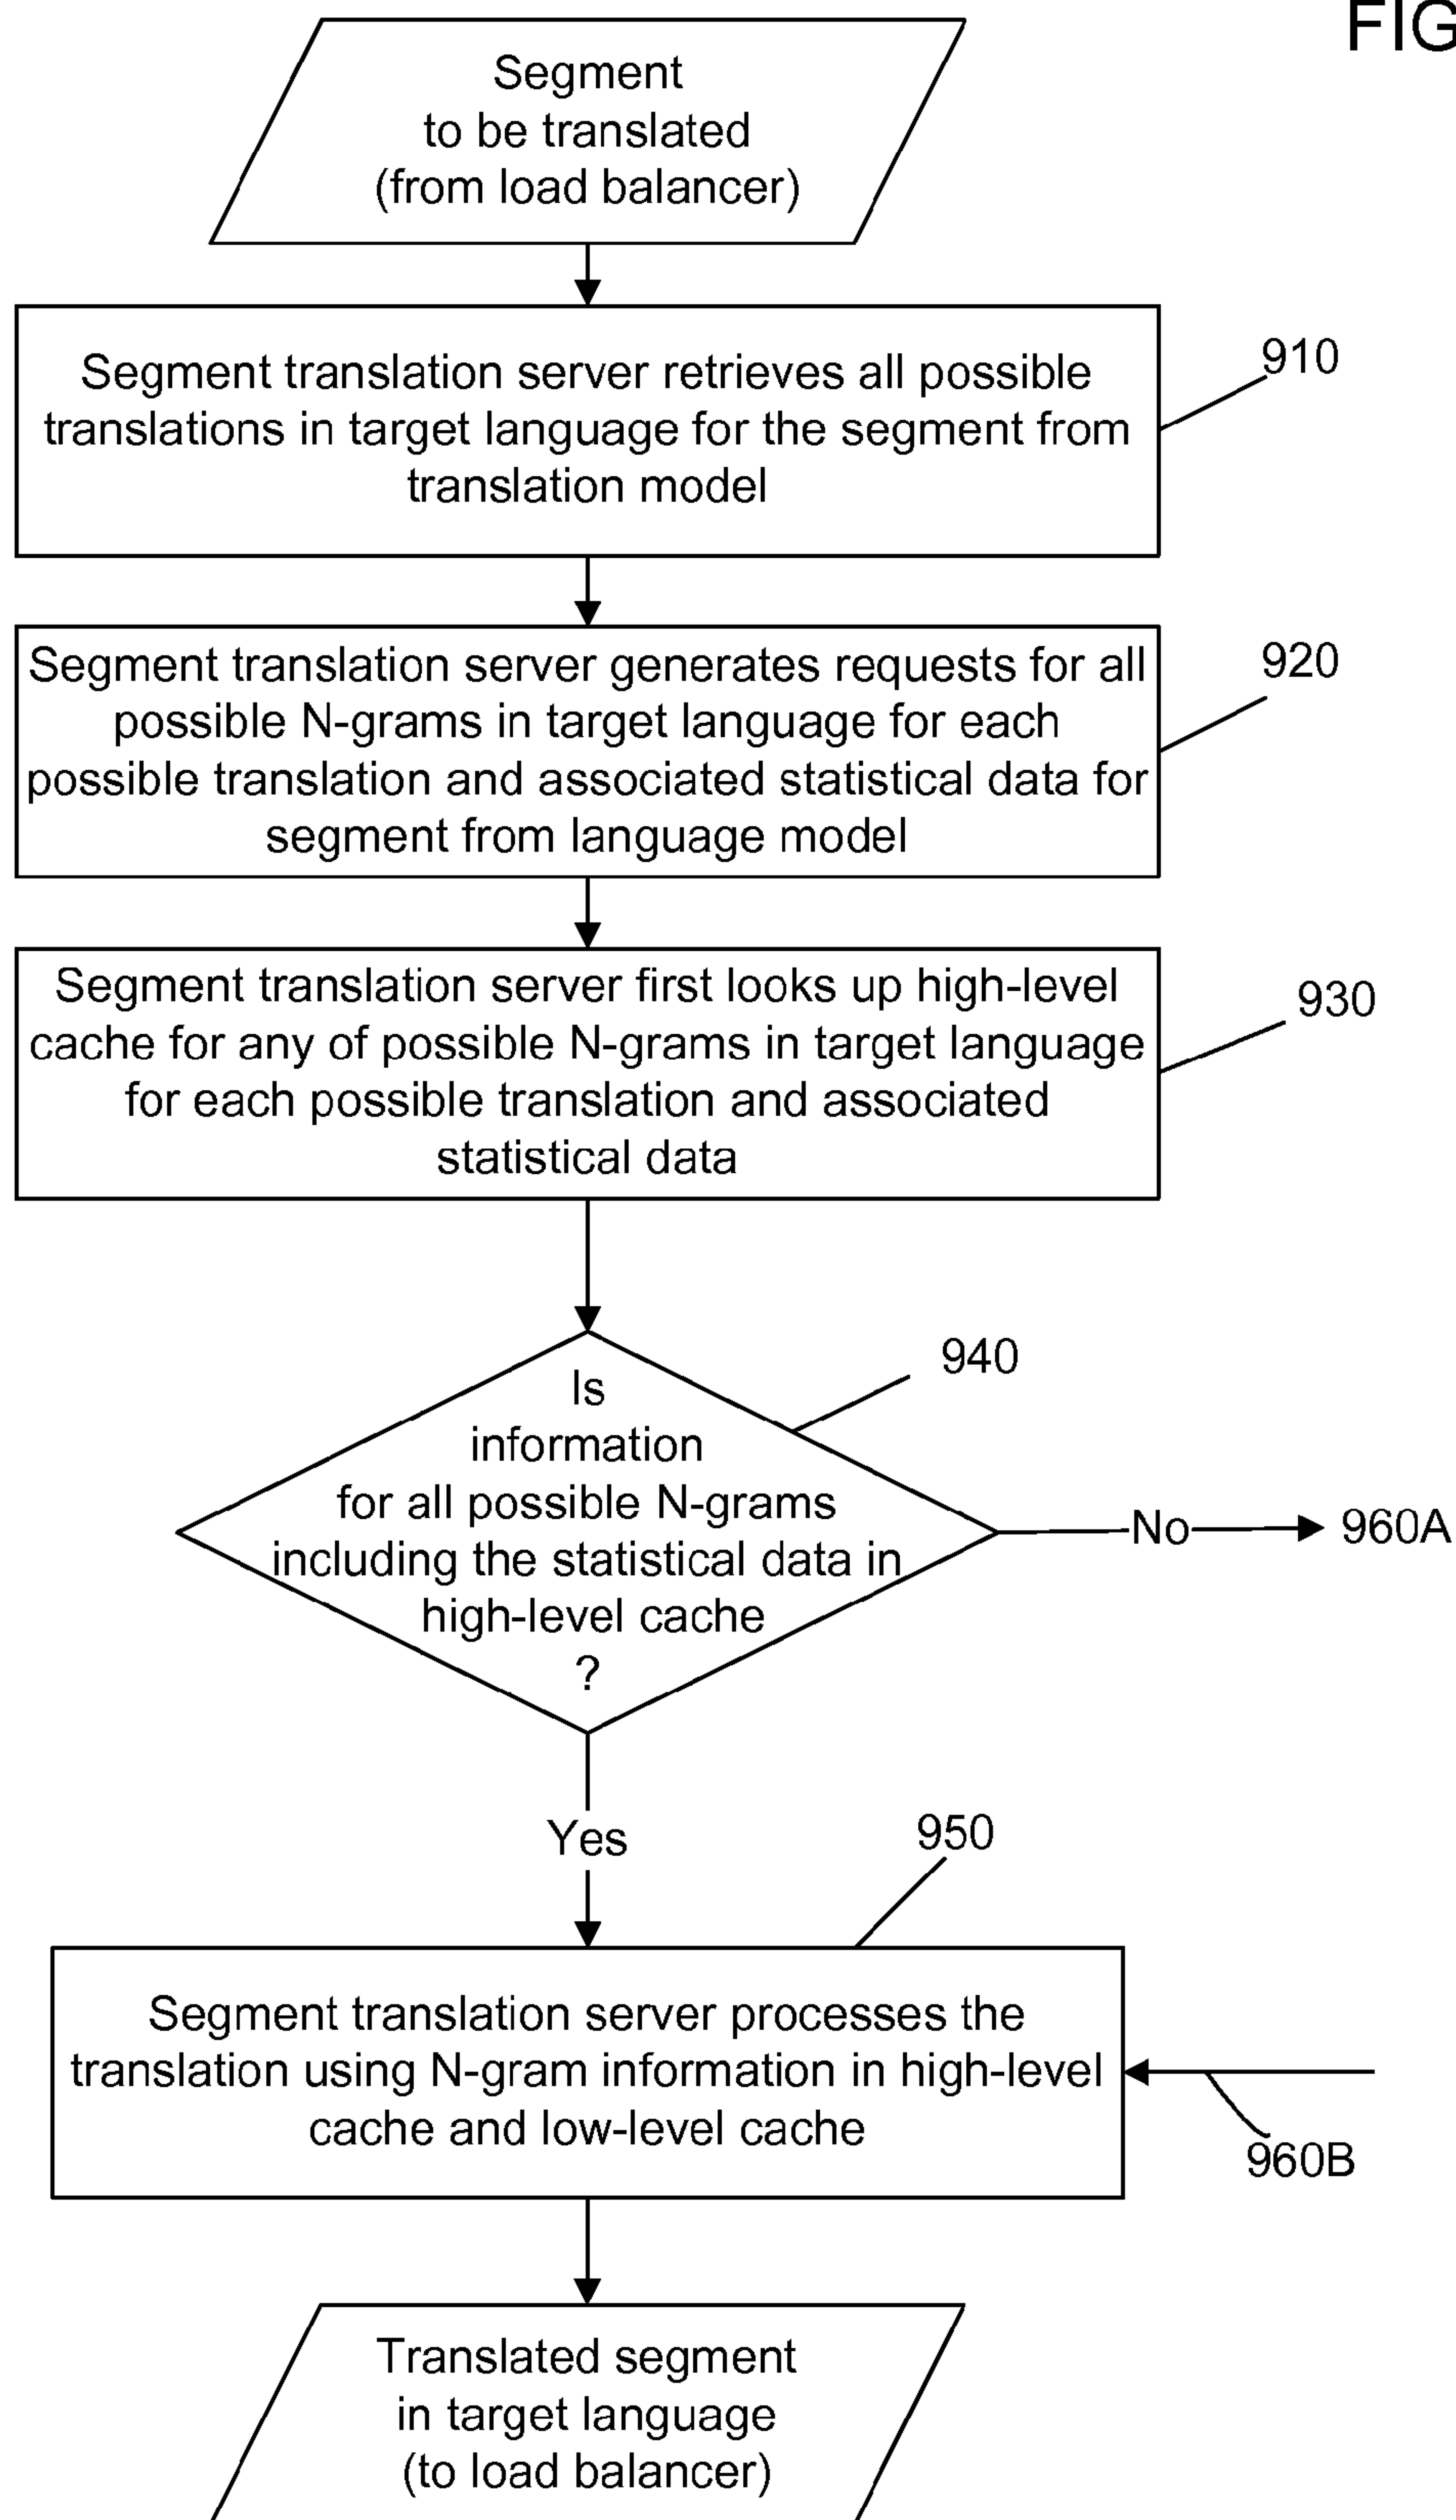 FIG
Segment
to be translated
(from load balancer)
Segment translation server retrieves all possible
translations in target language for the segment from
translation model
910
Segment translation server generates requests for all
possible N-grams in target language for each
possible translation and associated statistical data for
segment from language model
920
Segment translation server first looks up high-level
cache for any of possible N-grams in target language
for each possible translation and associated
statistical data
930
940
Is
information
for all possible N-grams
including the statistical data in
high-level cache
?
No
960A
Yes
950
Segment translation server processes the
translation using N-gram information in high-level
cache and low-level cache
960B
Translated segment
in target language
(to load balancer)